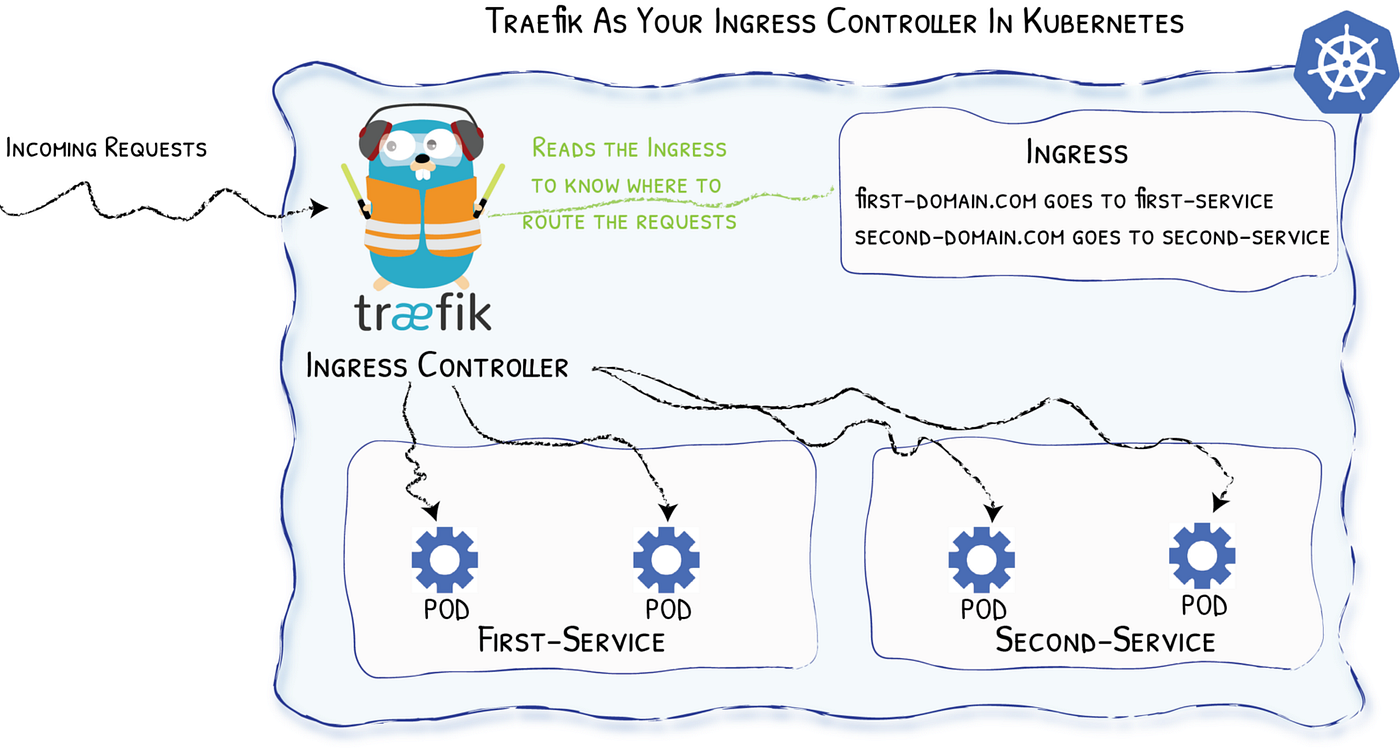 Traefik As Your Ingress Controller In Kubernetes
Incoming Requests
Reads the Ingress
to know where to
route the requests
Ingress
first-domain.com goes to first-service
second-domain.com goes to second-service
træfik
Ingress Controller
POD
POD
First-Service
POD
POD
Second-Service